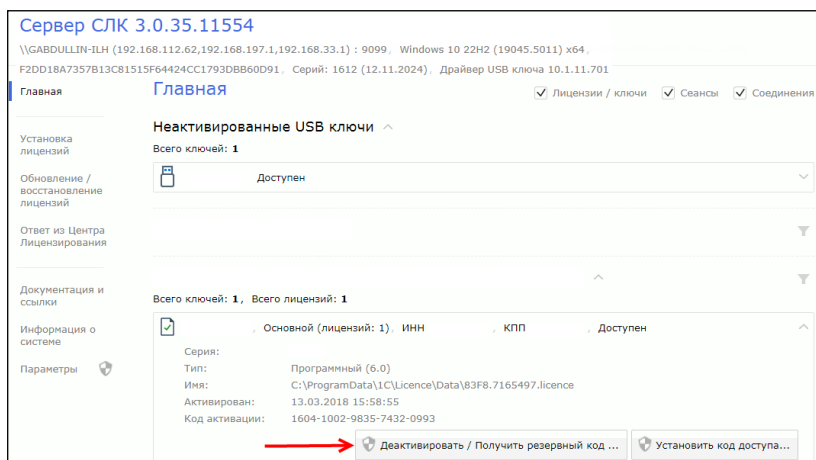 Сервер СЛК 3.0.35.11554
\\GABDULLIN-ILH (192.168.112.62,192.168.197.1,192.168.33.1) : 9099, Windows 10 22H2 (19045.5011) x64,
F2DD18A7357B13C81515F64424CC1793DBB60D91, Серий: 1612 (12.11.2024), Драйвер USB ключа 10.1.11.701
Главная
Главная
Лицензии / ключи
Сеансы
Соединения
Неактивированные USB ключи
Всего ключей: 1
Доступен
Установка
лицензий
Обновление /
восстановление
лицензий
Ответ из Центра
Лицензирования
Документация и
ссылки
Информация о
системе
Параметры
Всего ключей: 1, Всего лицензий: 1
, Основной (лицензий: 1), ИНН , КПП , Доступен
Серия:
Тип: Программный (6.0)
Имя: C:\ProgramData\1C\Licence\Data\83F8.7165497.licence
Активирован: 13.03.2018 15:58:55
Код активации: 1604-1002-9835-7432-0993
Деактивировать / Получить резервный код ...
Установить код доступа...